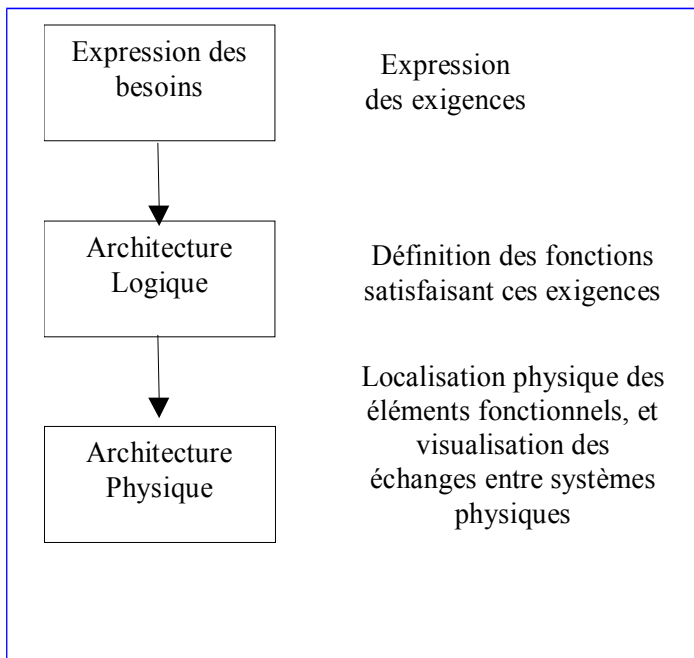 Expression des
besoins
Expression
des exigences
Architecture
Logique
Définition des fonctions
satisfaisant ces exigences
Architecture
Physique
Localisation physique des
éléments fonctionnels, et
visualisation des
échanges entre systèmes
physiques